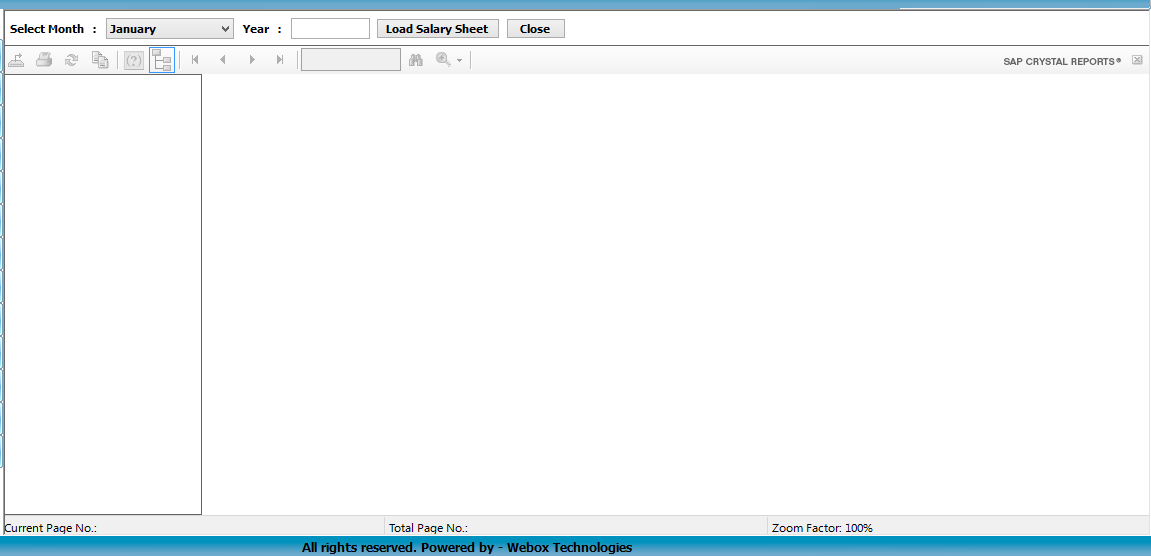 Select Month : January Year : Load Salary Sheet Close
(?) SAP CRYSTAL REPORTS®
Current Page No.: Total Page No.: Zoom Factor: 100%
All rights reserved. Powered by - Webox Technologies